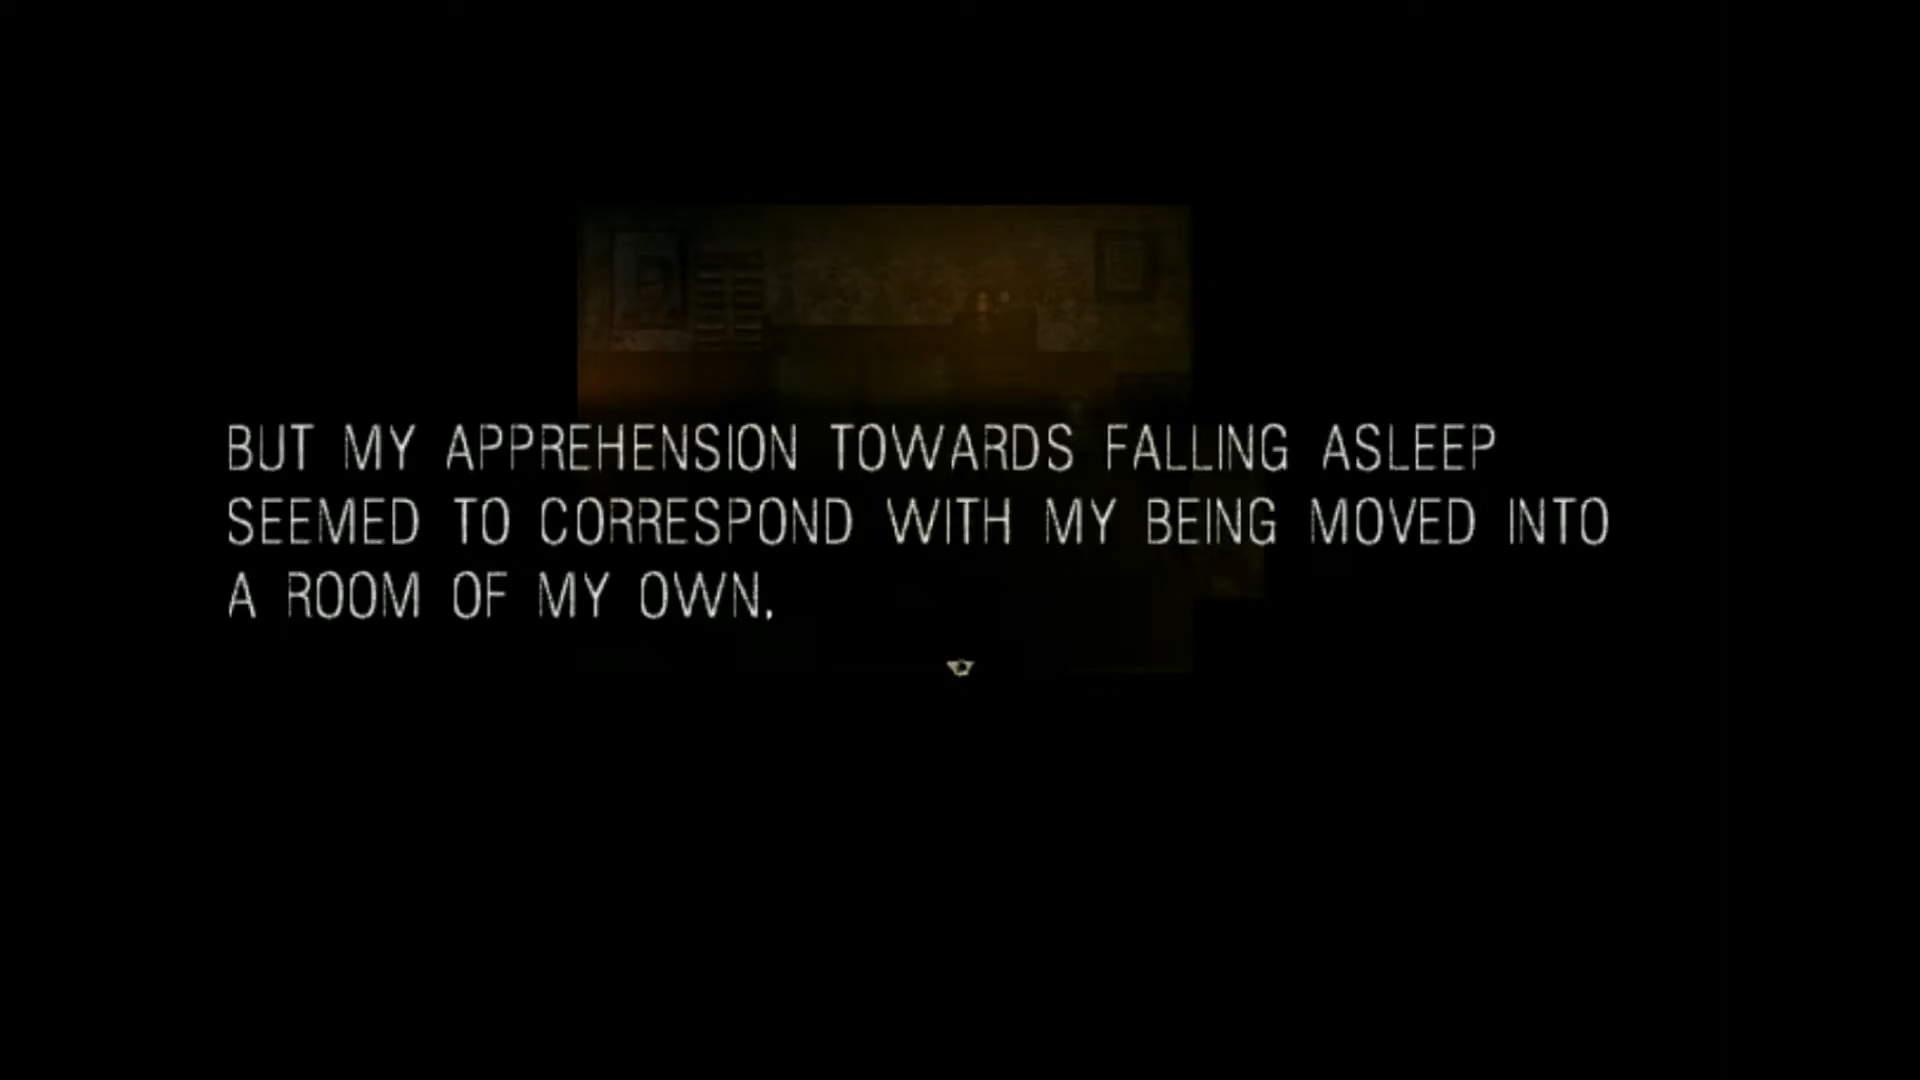 BUT MY APPREHENSION TOWARDS FALLING ASLEEP
SEEMED TO CORRESPOND WITH MY BEING MOVED INTO
A ROOM OF MY OWN.